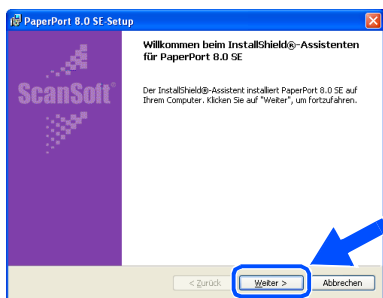 PaperPort 8.0 SE-Setup
Willkommen beim InstallShield®-Assistenten
für PaperPort 8.0 SE
ScanSoft®
Der InstallShield®-Assistent installiert PaperPort 8.0 SE auf
Ihrem Computer. Klicken Sie auf "Weiter", um fortzufahren.
< Zurück Weiter > Abbrechen